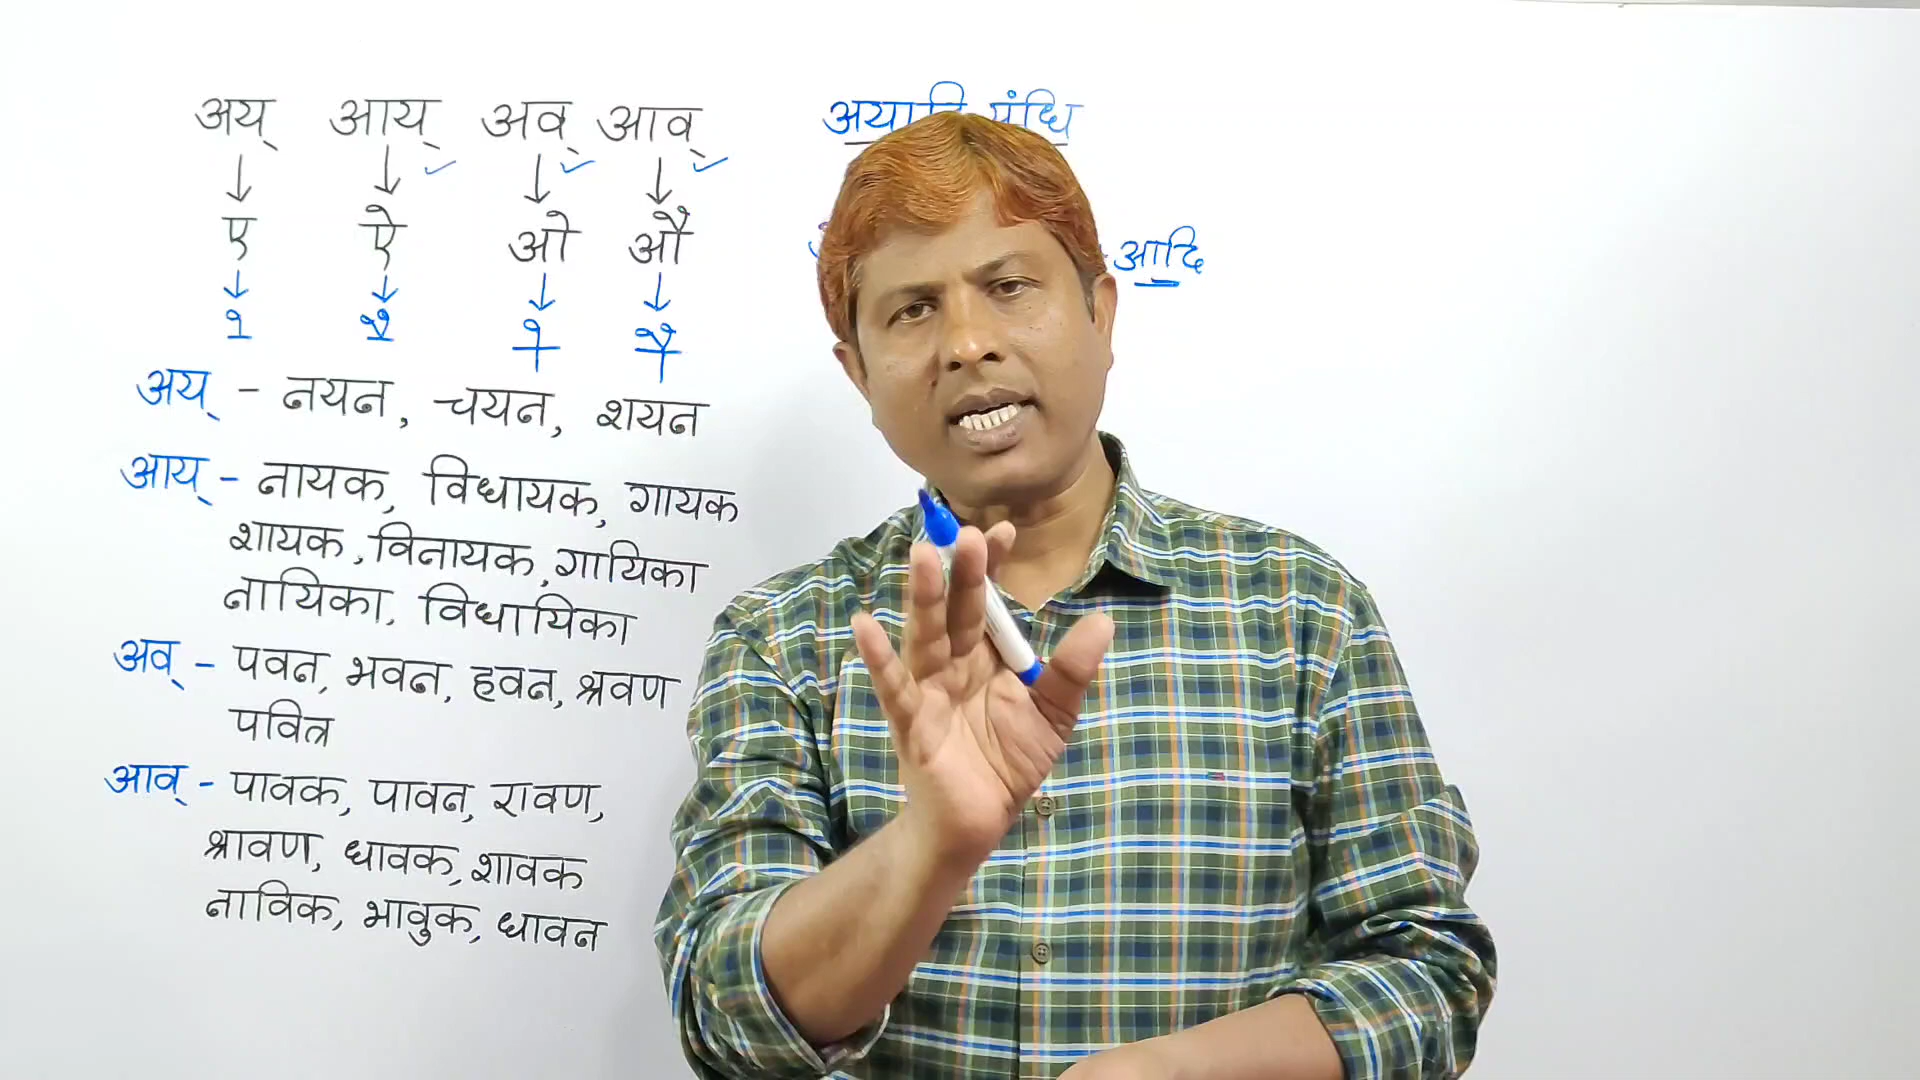 अय् आय् अव् आव्
ए ऐ ओ औ
े ै ो ौ
अय् - नयन, चयन, शयन
आय् - नायक, विधायक, गायक
शायक, विनायक, गायिका
नायिका, विधायिका
अव् - पवन, भवन, हवन, श्रवण
पवित्र
आव् - पावक, पावन, रावण,
श्रावण, धावक, शावक
नाविक, भावुक, धावन
अयादि संधि
आदि